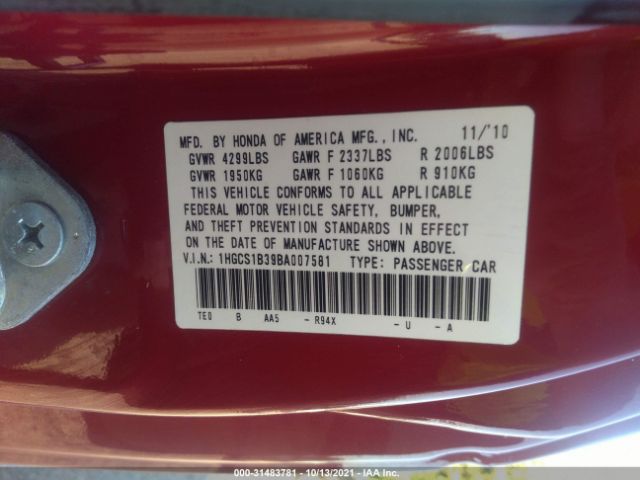 MFD. BY HONDA OF AMERICA MFG., INC. 11/'10
GVWR 4299LBS GAWR F 2337LBS R 2006LBS
GVWR 1950KG GAWR F 1060KG R 910KG
THIS VEHICLE CONFORMS TO ALL APPLICABLE
FEDERAL MOTOR VEHICLE SAFETY, BUMPER,
AND THEFT PREVENTION STANDARDS IN EFFECT
ON THE DATE OF MANUFACTURE SHOWN ABOVE.
V.I.N.: 1HGCS1B39BA007581 TYPE: PASSENGER CAR
TE0 B AA5 - R94X - U - A
000-31483781 - 10/13/2021 - IAA Inc.